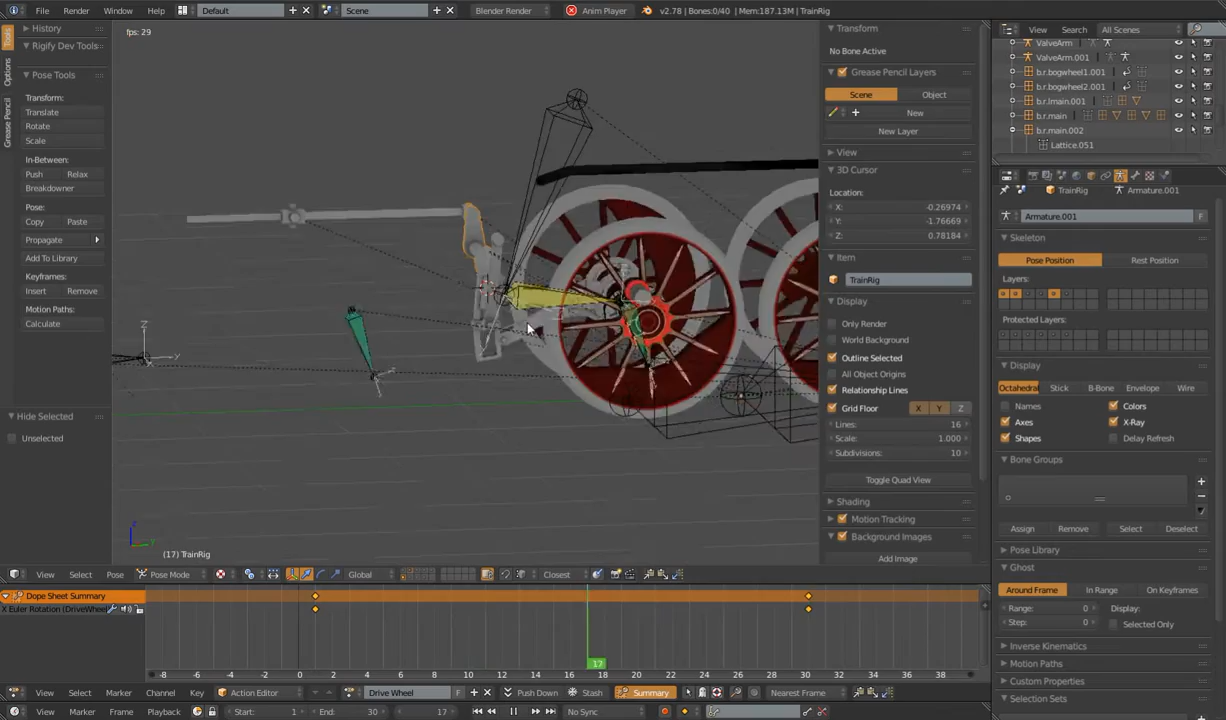 File Render Window Help Default Scene Blender Render Anim Player v2.78 | Bones:0/40 | Mem:187.13M | TrainRig
fps: 29
Tools
Options
Grease Pencil
History
Rigify Dev Tools
Pose Tools
Transform:
Translate
Rotate
Scale
In-Between:
Push Relax
Breakdowner
Pose:
Copy Paste
Propagate
Add To Library
Keyframes:
Insert Remove
Motion Paths:
Calculate
Hide Selected
Unselected
Z
Y
(17) TrainRig
Transform
No Bone Active
Grease Pencil Layers
Scene Object
New
New Layer
View
3D Cursor
Location:
X: -0.26974
Y: -1.76669
Z: 0.78184
Item
TrainRig
Display
Only Render
World Background
Outline Selected
All Object Origins
Relationship Lines
Grid Floor X Y Z
Lines: 16
Scale: 1.000
Subdivisions: 10
Toggle Quad View
Shading
Motion Tracking
Background Images
Add Image
View Search All Scenes
ValveArm
ValveArm.001
b.r.bogwheel1.001
b.r.bogwheel2.001
b.r.lmain.001
b.r.main
b.r.main.002
Lattice.051
TrainRig Armature.001
Armature.001 F
Skeleton
Pose Position Rest Position
Layers:
Protected Layers:
Display
Octahedral Stick B-Bone Envelope Wire
Names Colors
Axes X-Ray
Shapes Delay Refresh
Bone Groups
Assign Remove Select Deselect
Pose Library
Ghost
Around Frame In Range On Keyframes
Range: 0 Display:
Step: 0 Selected Only
Inverse Kinematics
Motion Paths
Custom Properties
Selection Sets
View Select Pose Pose Mode Global Closest
Dope Sheet Summary
X Euler Rotation (DriveWheel
17
-8 -6 -4 -2 0 2 4 6 8 10 12 14 16 18 20 22 24 26 28 30 32 34 36 38
View Select Marker Channel Key Action Editor Drive Wheel F Push Down Stash Summary Nearest Frame
View Marker Frame Playback Start: 1 End: 30 17 No Sync